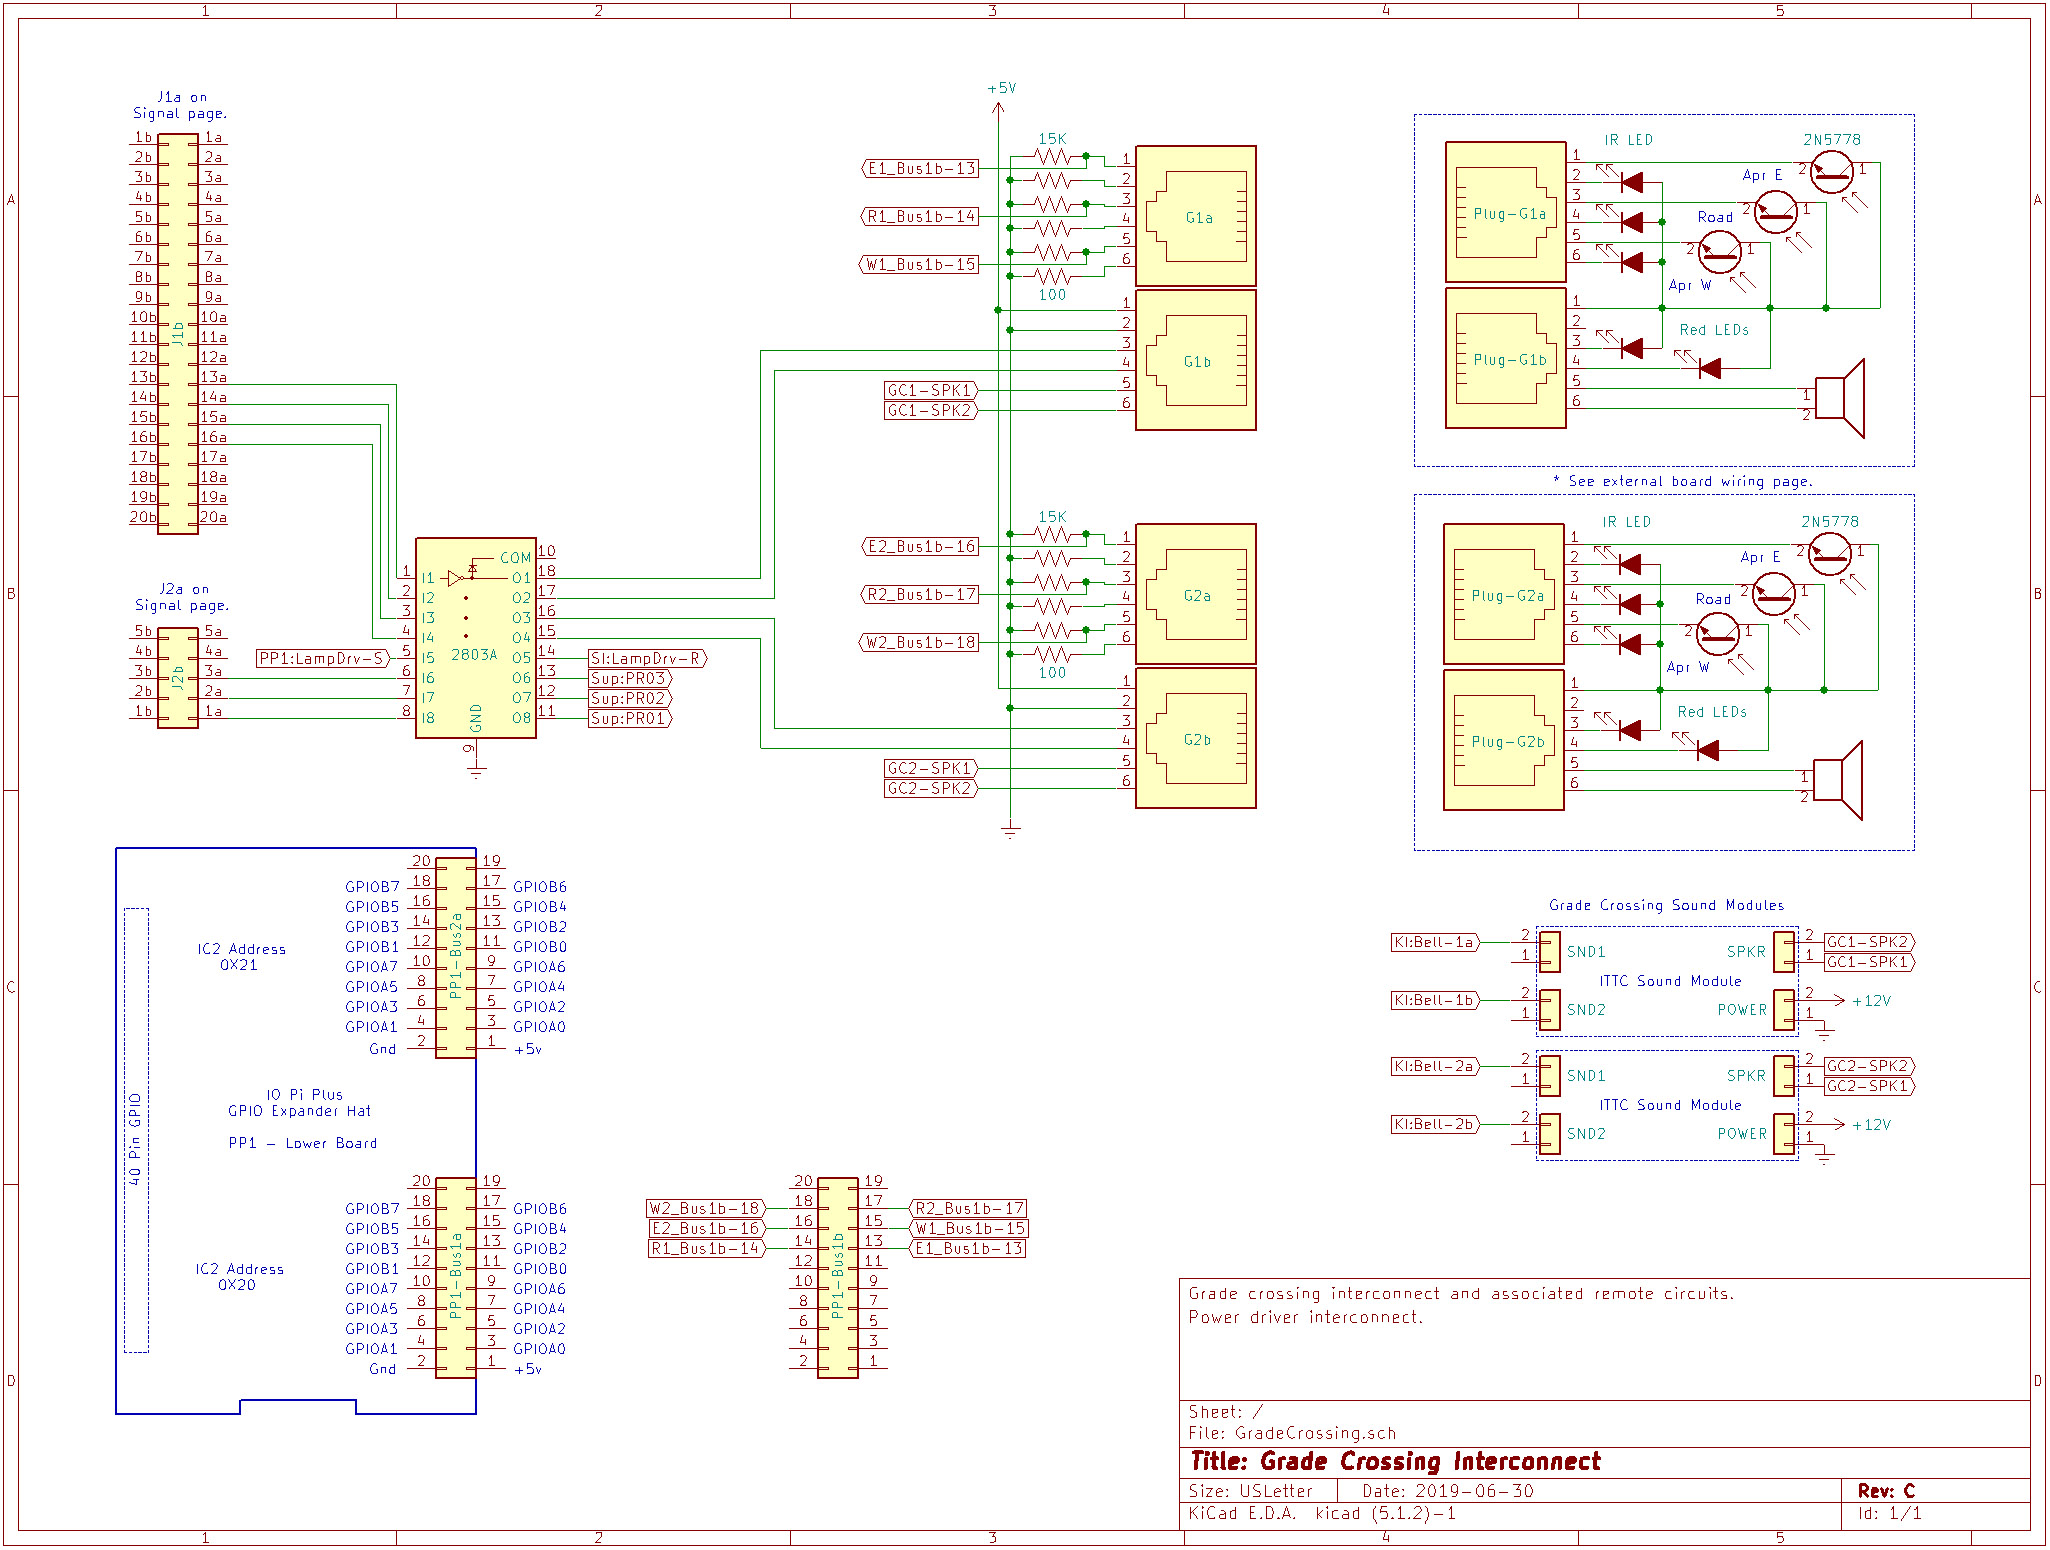 1 2 3 4 5
A
B
C
D
J1a on
Signal page.
1b 1a
2b 2a
3b 3a
4b 4a
5b 5a
6b 6a
7b 7a
8b 8a
9b 9a
10b 10a
11b 11a
12b 12a
13b 13a
14b 14a
15b 15a
16b 16a
17b 17a
18b 18a
19b 19a
20b 20a
J1b
J2a on
Signal page.
5b 5a
4b 4a
3b 3a
2b 2a
1b 1a
J2b
PP1:LampDrv-S
COM 10
1 I1 O1 18
2 I2 O2 17
3 I3 O3 16
4 I4 O4 15
5 I5 O5 14
6 I6 O6 13
7 I7 O7 12
8 I8 O8 11
2803A
GND
9
SI:LampDrv-R
Sup:PR03
Sup:PR02
Sup:PR01
+5V
15K
E1_Bus1b-13
R1_Bus1b-14
W1_Bus1b-15
100
1
2
3
4
5
6
G1a
1
2
3
4
5
6
G1b
GC1-SPK1
GC1-SPK2
15K
E2_Bus1b-16
R2_Bus1b-17
W2_Bus1b-18
100
1
2
3
4
5
6
G2a
1
2
3
4
5
6
G2b
GC2-SPK1
GC2-SPK2
IR LED 2N5778
Apr E
Road
Apr W
Plug-G1a
1
2
3
4
5
6
2 1
2 1
2 1
Red LEDs
Plug-G1b
1
2
3
4
5
6
1
2
* See external board wiring page.
IR LED 2N5778
Apr E
Road
Apr W
Plug-G2a
1
2
3
4
5
6
2 1
2 1
2 1
Red LEDs
Plug-G2b
1
2
3
4
5
6
1
2
20 19
GPIOB7 18 17 GPIOB6
GPIOB5 16 15 GPIOB4
GPIOB3 14 13 GPIOB2
GPIOB1 12 11 GPIOB0
GPIOA7 10 9 GPIOA6
GPIOA5 8 7 GPIOA4
GPIOA3 6 5 GPIOA2
GPIOA1 4 3 GPIOA0
Gnd 2 1 +5v
PP1-Bus2a
IC2 Address
0X21
IO Pi Plus
GPIO Expander Hat
PP1 - Lower Board
40 Pin GPIO
20 19
GPIOB7 18 17 GPIOB6
GPIOB5 16 15 GPIOB4
GPIOB3 14 13 GPIOB2
GPIOB1 12 11 GPIOB0
GPIOA7 10 9 GPIOA6
GPIOA5 8 7 GPIOA4
GPIOA3 6 5 GPIOA2
GPIOA1 4 3 GPIOA0
Gnd 2 1 +5v
PP1-Bus1a
IC2 Address
0X20
20 19
W2_Bus1b-18 18 17 R2_Bus1b-17
E2_Bus1b-16 16 15 W1_Bus1b-15
R1_Bus1b-14 14 13 E1_Bus1b-13
12 11
10 9
8 7
6 5
4 3
2 1
PP1-Bus1b
Grade Crossing Sound Modules
KI:Bell-1a 2 SND1 SPKR 2 GC1-SPK2
1 1 GC1-SPK1
ITTC Sound Module
KI:Bell-1b 2 SND2 POWER 2 +12V
1 1
KI:Bell-2a 2 SND1 SPKR 2 GC2-SPK2
1 1 GC2-SPK1
ITTC Sound Module
KI:Bell-2b 2 SND2 POWER 2 +12V
1 1
Grade crossing interconnect and associated remote circuits.
Power driver interconnect.
Sheet: /
File: GradeCrossing.sch
Title: Grade Crossing Interconnect
Size: USLetter Date: 2019-06-30 Rev: C
KiCad E.D.A. kicad (5.1.2)-1 Id: 1/1
A
B
C
D
1 2 3 4 5